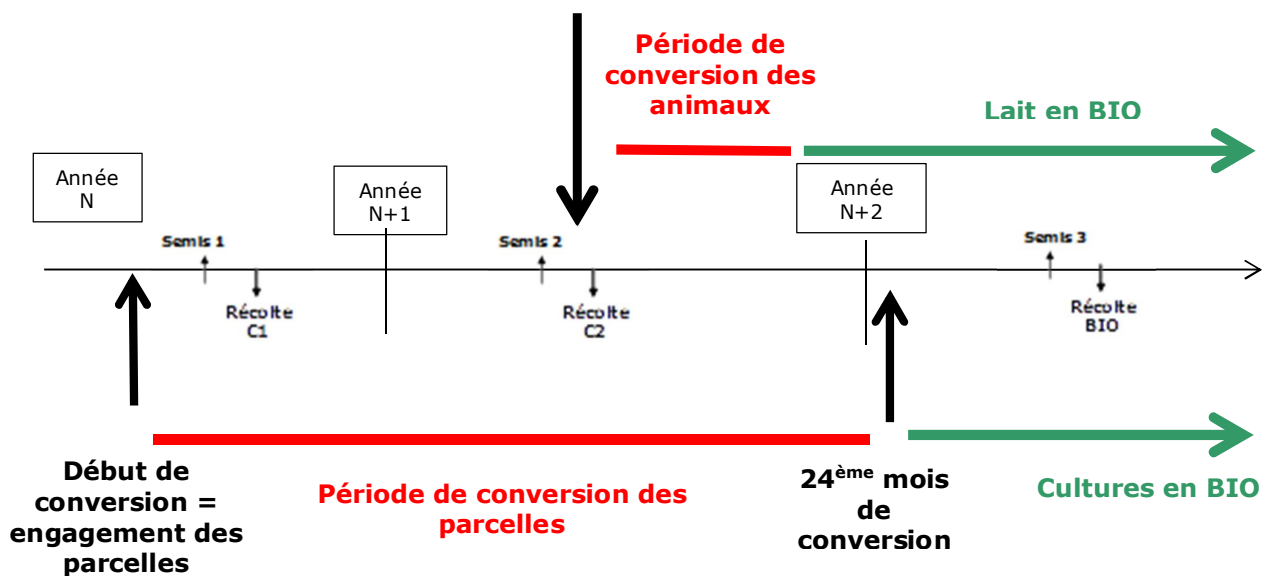 Période de
conversion des
animaux
Lait en BIO
Année
N
Année
N+1
Année
N+2
Semis 1
Semis 2
Semis 3
Récolte
C1
Récolte
C2
Récolte
BIO
Début de
conversion =
engagement des
parcelles
Période de conversion des
parcelles
24ème mois
de
conversion
Cultures en BIO